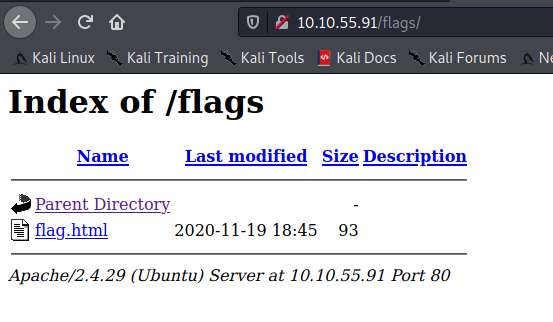 10.10.55.91/flags/
Kali Linux Kali Training Kali Tools Kali Docs Kali Forums
Index of /flags
Name Last modified Size Description
Parent Directory -
flag.html 2020-11-19 18:45 93
Apache/2.4.29 (Ubuntu) Server at 10.10.55.91 Port 80